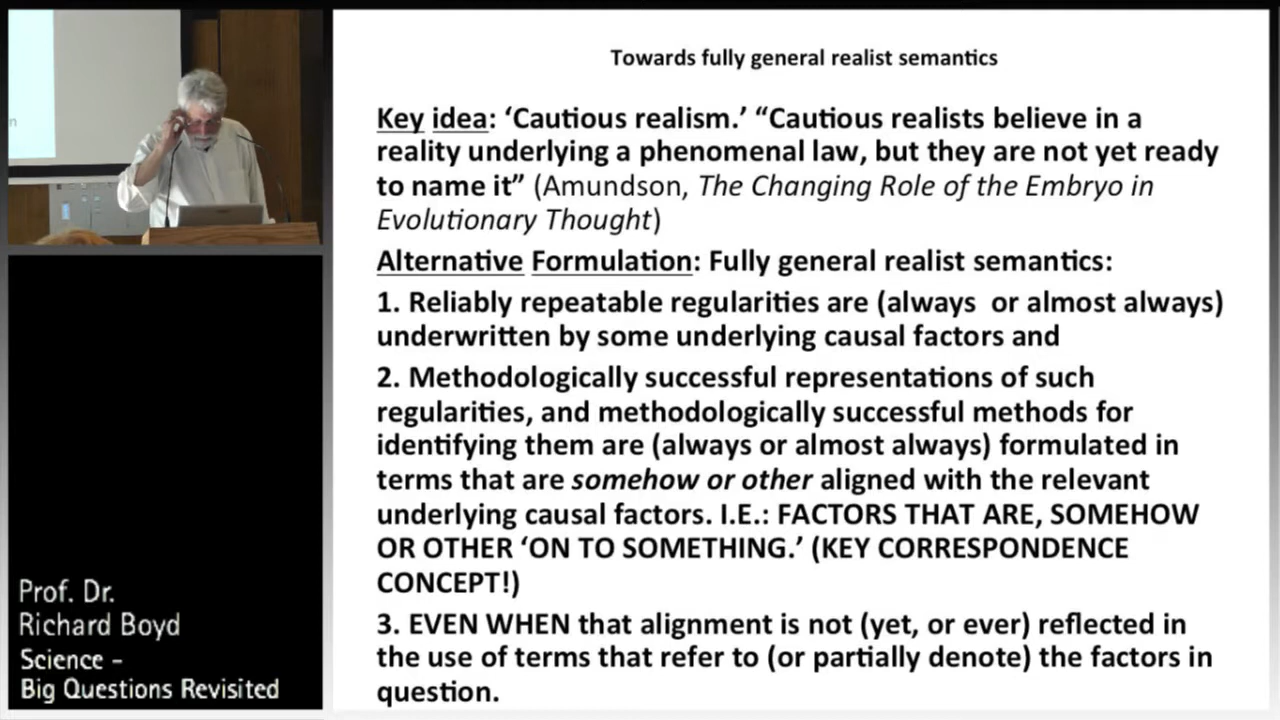 Towards fully general realist semantics
Key idea: ‘Cautious realism.’ “Cautious realists believe in a
reality underlying a phenomenal law, but they are not yet ready
to name it” (Amundson, The Changing Role of the Embryo in
Evolutionary Thought)
Alternative Formulation: Fully general realist semantics:
1. Reliably repeatable regularities are (always or almost always)
underwritten by some underlying causal factors and
2. Methodologically successful representations of such
regularities, and methodologically successful methods for
identifying them are (always or almost always) formulated in
terms that are somehow or other aligned with the relevant
underlying causal factors. I.E.: FACTORS THAT ARE, SOMEHOW
OR OTHER ‘ON TO SOMETHING.’ (KEY CORRESPONDENCE
CONCEPT!)
3. EVEN WHEN that alignment is not (yet, or ever) reflected in
the use of terms that refer to (or partially denote) the factors in
question.
Prof. Dr.
Richard Boyd
Science –
Big Questions Revisited